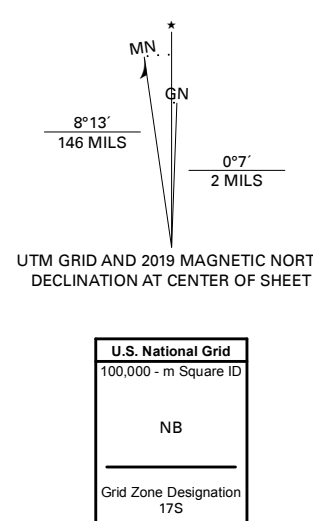 MN
GN
8°13´
146 MILS
0°7´
2 MILS
UTM GRID AND 2019 MAGNETIC NORT
DECLINATION AT CENTER OF SHEET
U.S. National Grid
100,000 - m Square ID
NB
Grid Zone Designation
17S